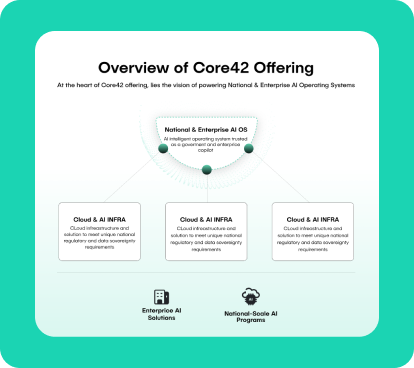 Overview of Core42 Offering
At the heart of Core42 offering, lies the vision of powering National & Enterprise AI Operating Systems
National & Enterprise AI OS
AI intelligent operating system trusted
as a goverment and enterprise
copilot
Cloud & AI INFRA
CLoud infrastructure and
solution to meet unique national
regulatory and data sovereignty
requirements
Cloud & AI INFRA
CLoud infrastructure and
solution to meet unique national
regulatory and data sovereignty
requirements
Cloud & AI INFRA
CLoud infrastructure and
solution to meet unique national
regulatory and data sovereignty
requirements
Enterprise AI
Solutions
AI
National-Scale AI
Programs